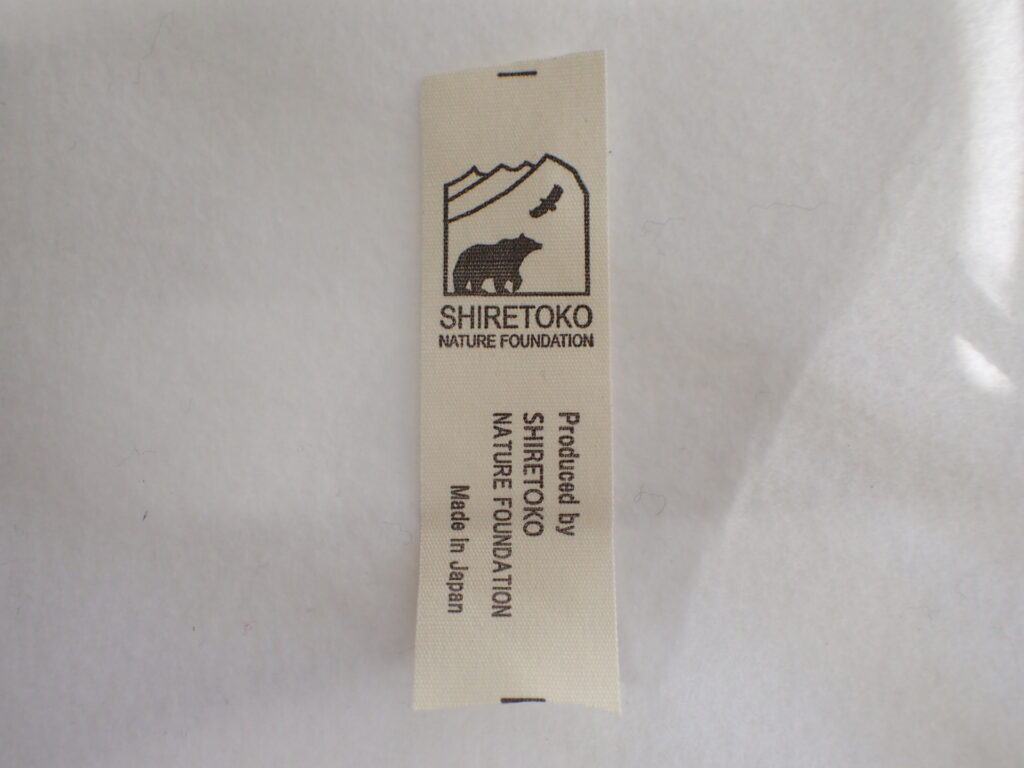 SHIRETOKO
NATURE FOUNDATION
Produced by
SHIRETOKO
NATURE FOUNDATION
Made in Japan